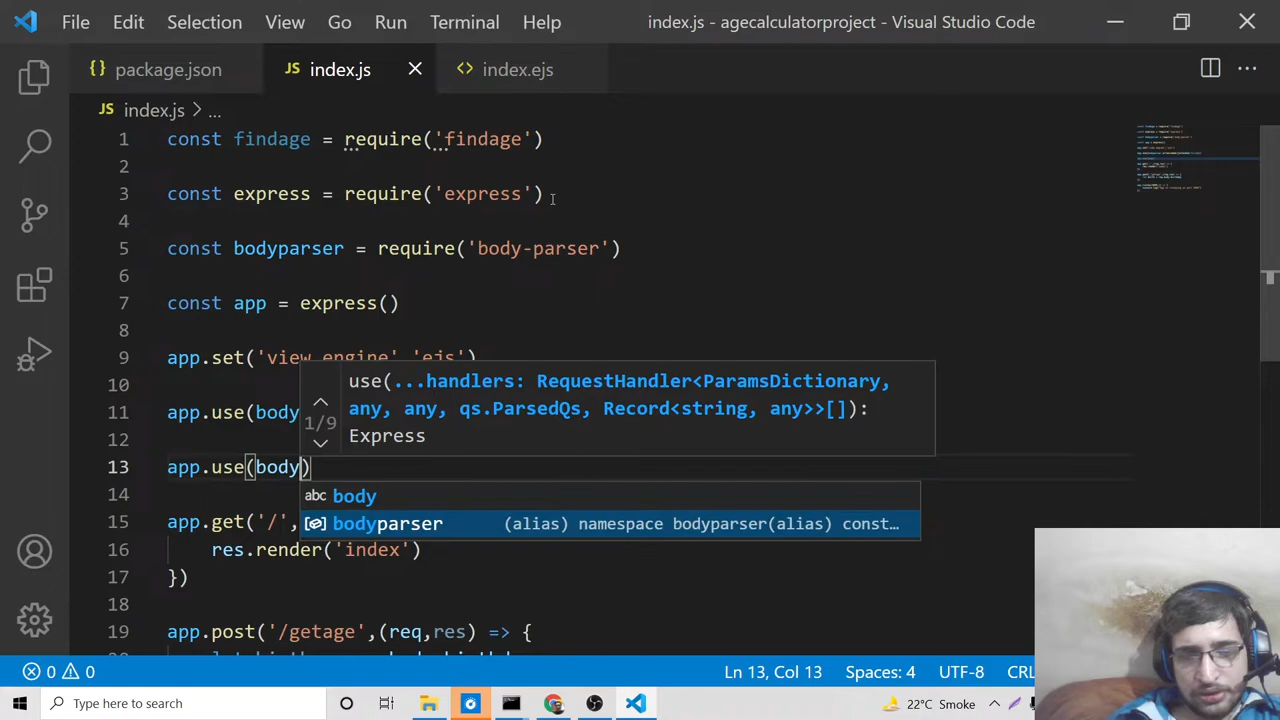 File Edit Selection View Go Run Terminal Help index.js - agecalculatorproject - Visual Studio Code
{} package.json JS index.js <> index.ejs
JS index.js > ...
1 const findage = require('findage')
2
3 const express = require('express')
4
5 const bodyparser = require('body-parser')
6
7 const app = express()
8
9 app.set('view engine','ejs')
10
use(...handlers: RequestHandler<ParamsDictionary,
any, any, qs.ParsedQs, Record<string, any>>[]):
Express
1/9
11 app.use(body
12
13 app.use(body)
14
abc body
bodyparser (alias) namespace bodyparser(alias) const…
15 app.get('/',
16 res.render('index')
17 })
18
19 app.post('/getage',(req,res) => {
0 0 Ln 13, Col 13 Spaces: 4 UTF-8 CRL
Type here to search 22°C Smoke